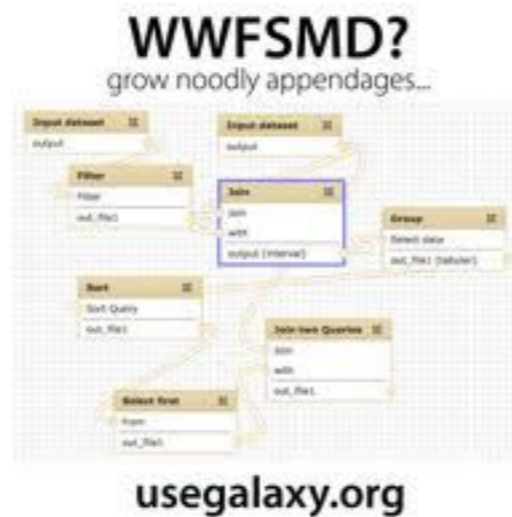 WWFSMD?
grow noodly appendages...
Input dataset
output
Input dataset
output
Filter
Filter
out_file1
Join
Join
with
output (interval)
Group
Select data
out_file1 (tabular)
Sort
Sort Query
out_file1
Join two Queries
Join
with
out_file1
Select first
from
out_file1
usegalaxy.org